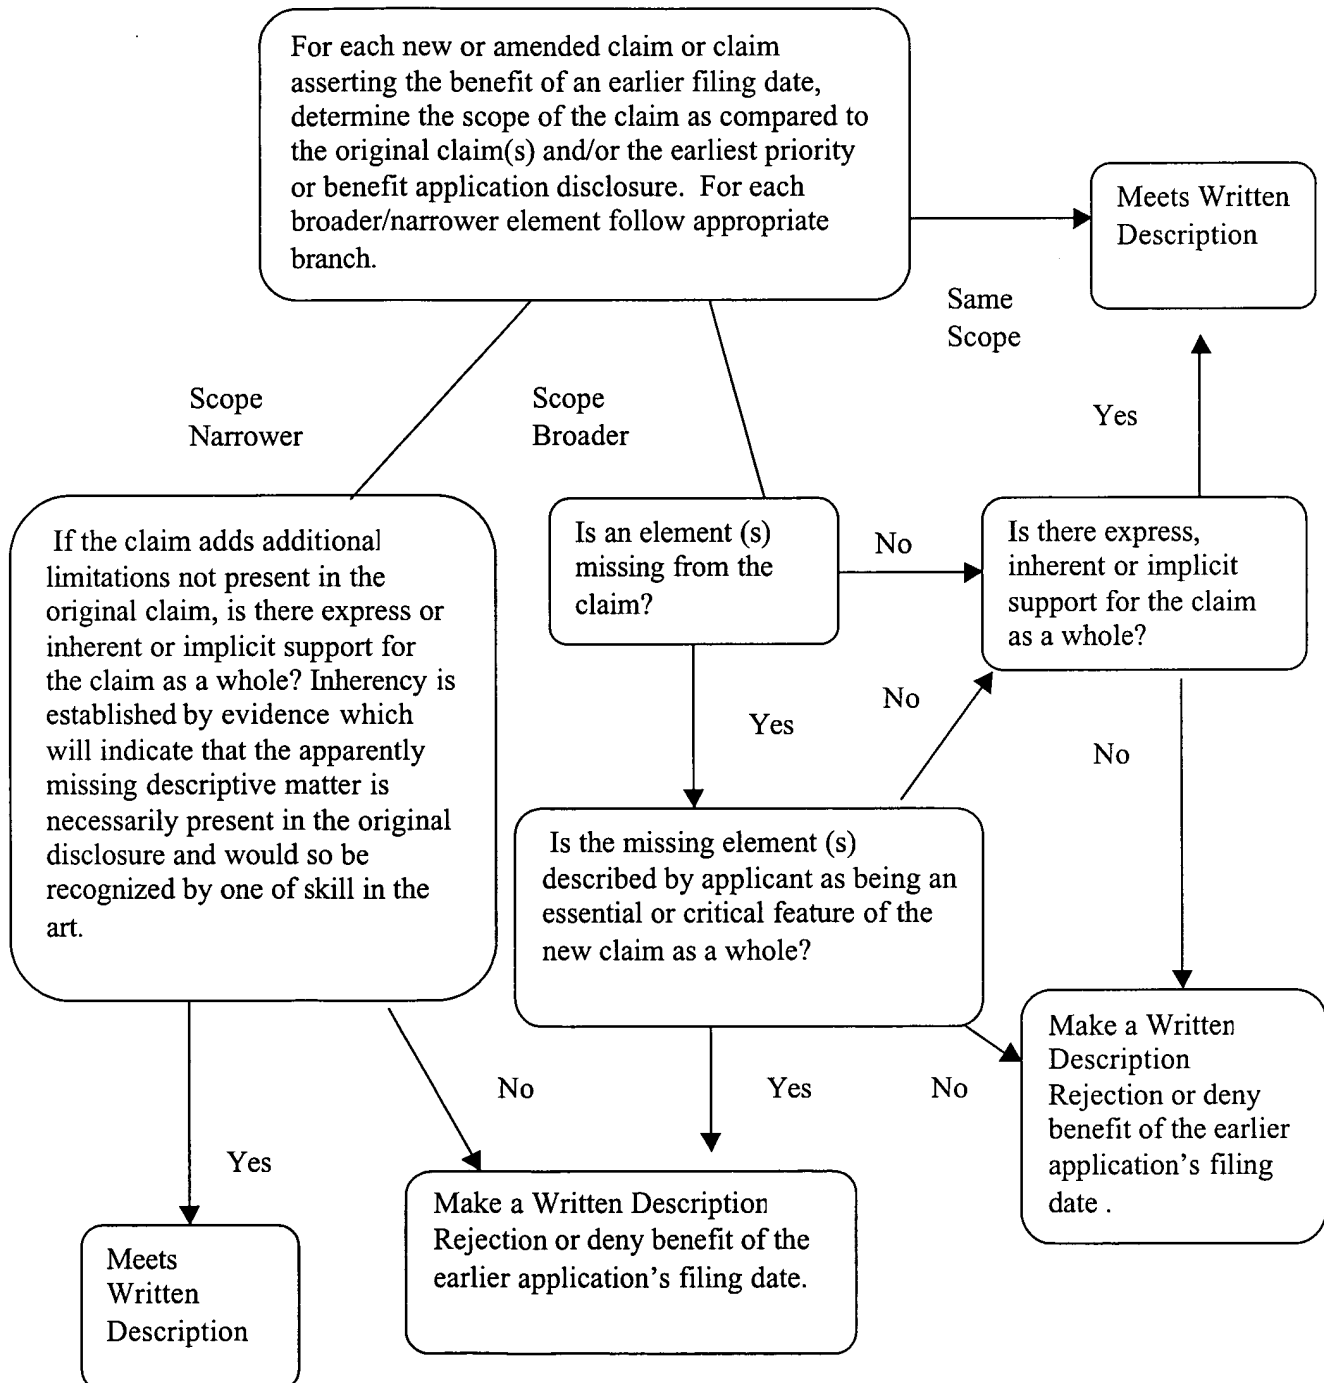 For each new or amended claim or claim
asserting the benefit of an earlier filing date,
determine the scope of the claim as compared to
the original claim(s) and/or the earliest priority
or benefit application disclosure. For each
broader/narrower element follow appropriate
branch.
Meets Written
Description
Same
Scope
Scope
Narrower
Scope
Broader
Yes
If the claim adds additional
limitations not present in the
original claim, is there express or
inherent or implicit support for
the claim as a whole? Inherency is
established by evidence which
will indicate that the apparently
missing descriptive matter is
necessarily present in the original
disclosure and would so be
recognized by one of skill in the
art.
Is an element (s)
missing from the
claim?
No
Is there express,
inherent or implicit
support for the claim
as a whole?
Yes
No
No
Is the missing element (s)
described by applicant as being an
essential or critical feature of the
new claim as a whole?
Make a Written
Description
Rejection or deny
benefit of the earlier
application's filing
date .
No
Yes
No
Yes
Make a Written Description
Rejection or deny benefit of the
earlier application's filing date.
Meets
Written
Description